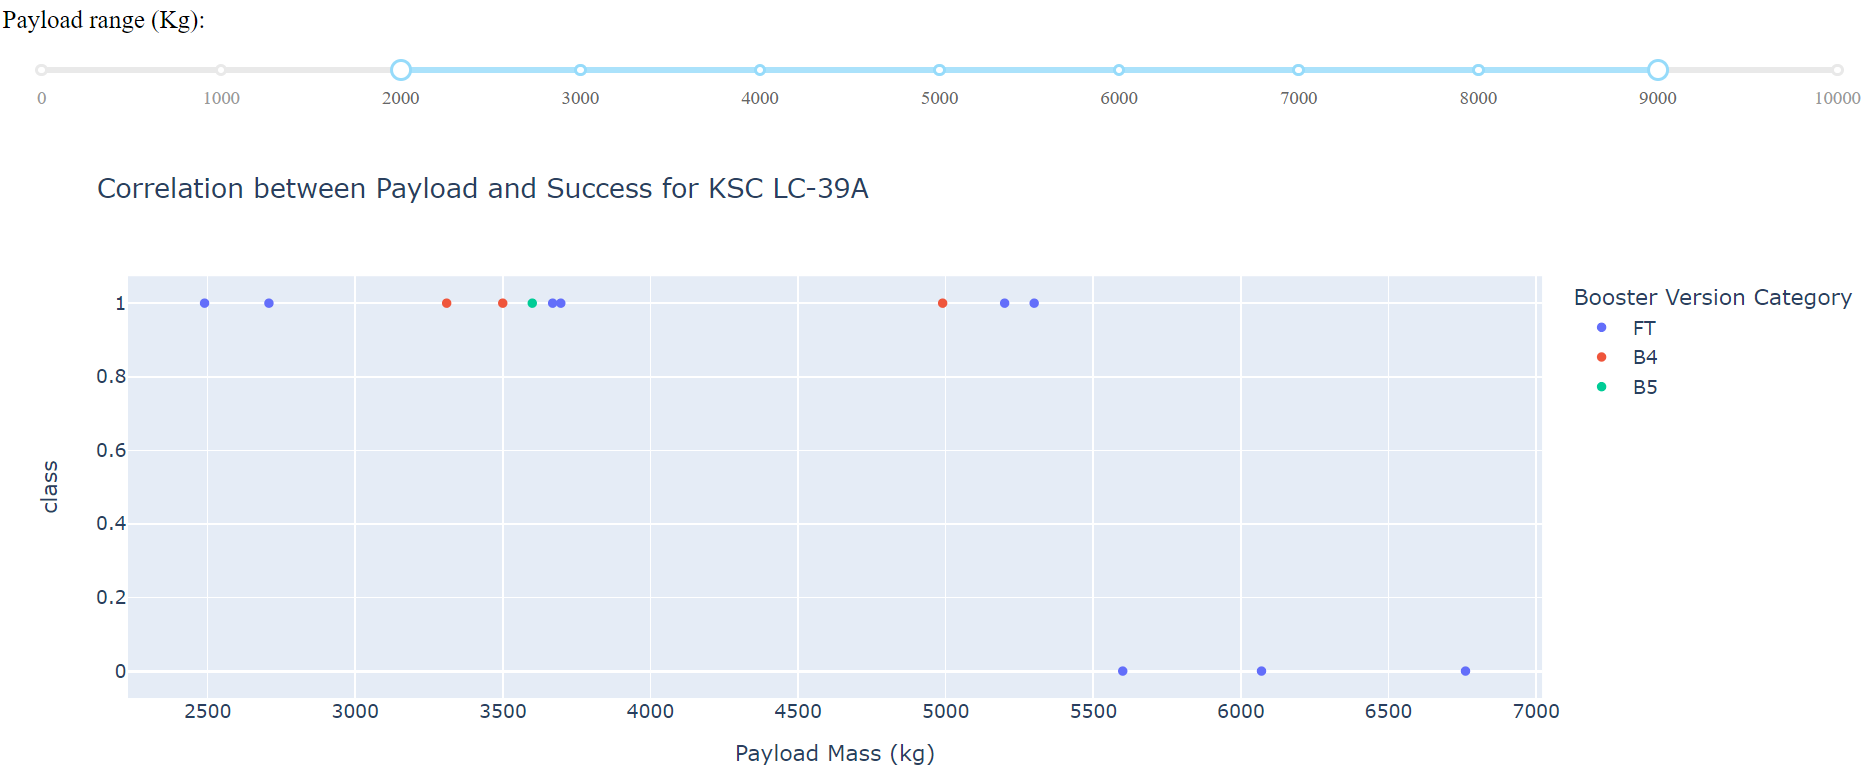 Payload range (Kg):
0 1000 2000 3000 4000 5000 6000 7000 8000 9000 10000
Correlation between Payload and Success for KSC LC-39A
Booster Version Category
FT
B4
B5
1
0.8
0.6
0.4
0.2
0
class
2500 3000 3500 4000 4500 5000 5500 6000 6500 7000
Payload Mass (kg)